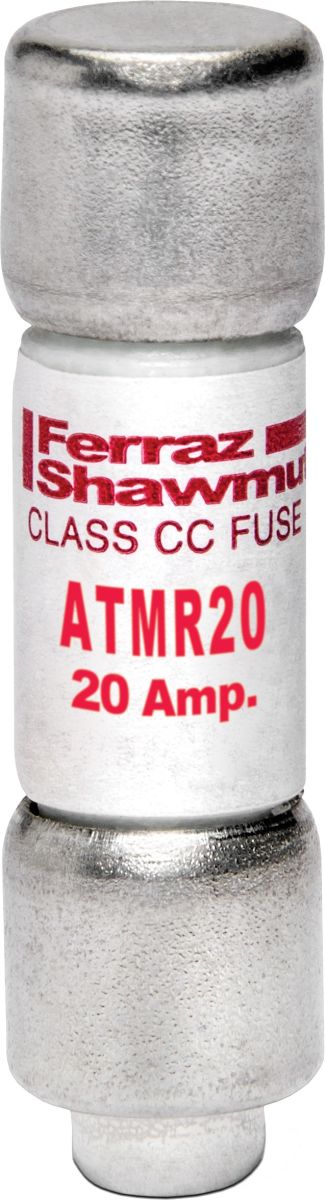 Ferraz
Shawmut
CLASS CC FUSE
ATMR20
20 Amp.